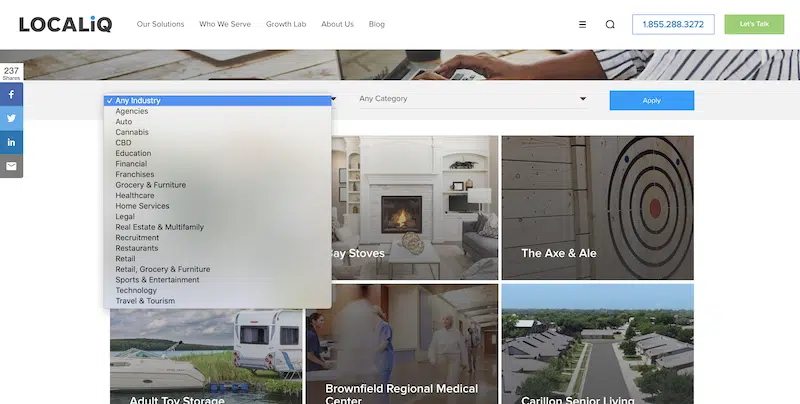 LOCALiQ
Our Solutions
Who We Serve
Growth Lab
About Us
Blog
1.855.288.3272
Let's Talk
237
Shares
✓ Any Industry
Agencies
Auto
Cannabis
CBD
Education
Financial
Franchises
Grocery & Furniture
Healthcare
Home Services
Legal
Real Estate & Multifamily
Recruitment
Restaurants
Retail
Retail, Grocery & Furniture
Sports & Entertainment
Technology
Travel & Tourism
Any Category
Apply
Bay Stoves
The Axe & Ale
Adult Toy Storage
Brownfield Regional Medical
Center
Carillon Senior Living